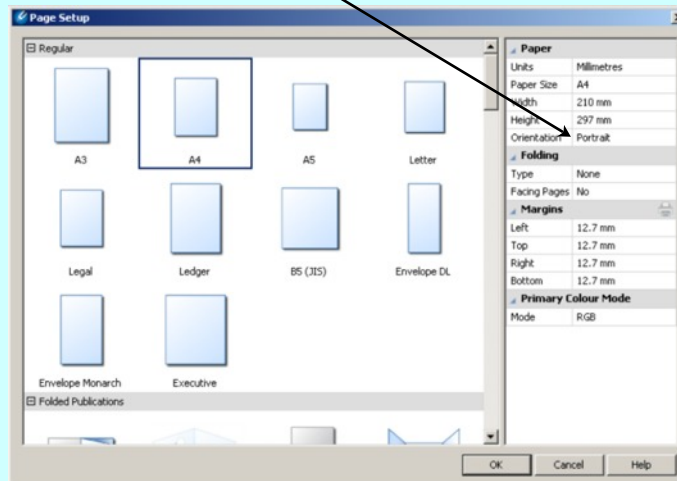 Page Setup
Regular
A3
A4
A5
Letter
Legal
Ledger
B5 (JIS)
Envelope DL
Envelope Monarch
Executive
Folded Publications
Paper
Units Millimetres
Paper Size A4
Width 210 mm
Height 297 mm
Orientation Portrait
Folding
Type None
Facing Pages No
Margins
Left 12.7 mm
Top 12.7 mm
Right 12.7 mm
Bottom 12.7 mm
Primary Colour Mode
Mode RGB
OK
Cancel
Help